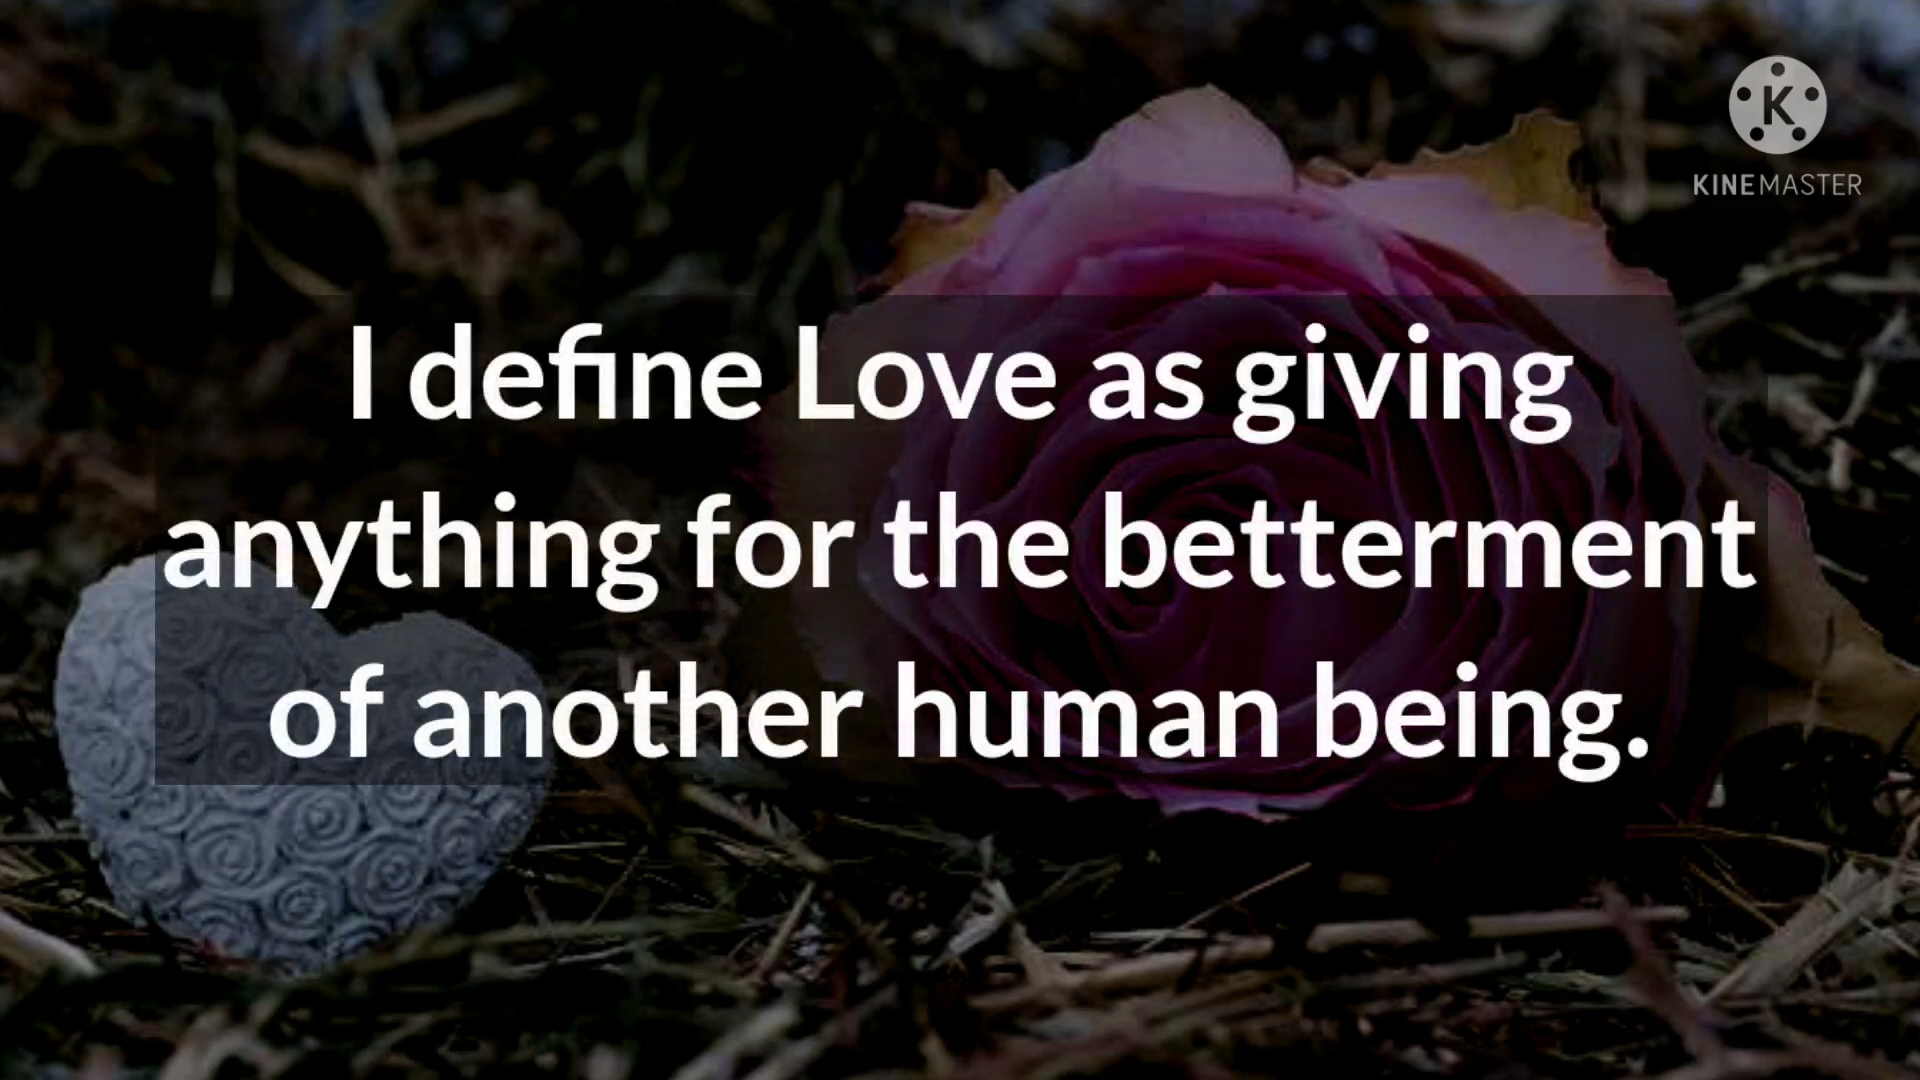 K
KINEMASTER
I define Love as giving
anything for the betterment
of another human being.